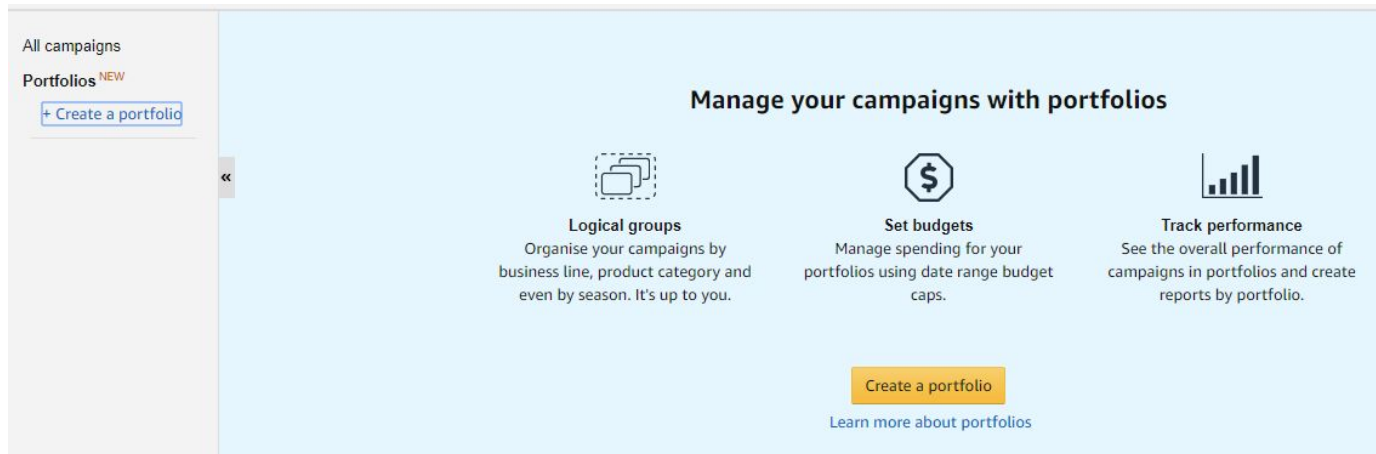 All campaigns
Portfolios NEW
+ Create a portfolio
«
Manage your campaigns with portfolios
$
Logical groups
Organise your campaigns by
business line, product category and
even by season. It's up to you.
Set budgets
Manage spending for your
portfolios using date range budget
caps.
Track performance
See the overall performance of
campaigns in portfolios and create
reports by portfolio.
Create a portfolio
Learn more about portfolios